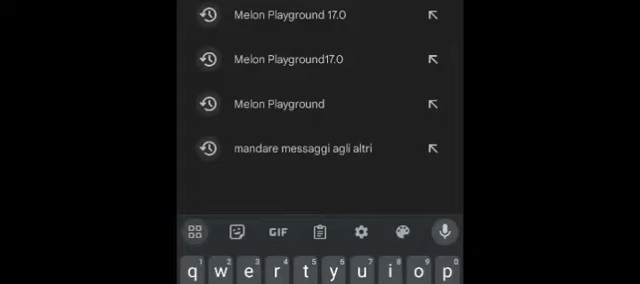 Melon Playground 17.0
Melon Playground17.0
Melon Playground
mandare messaggi agli altri
GIF
1 2 3 4 5 6 7 8 9 0
q w e r t y u i o p